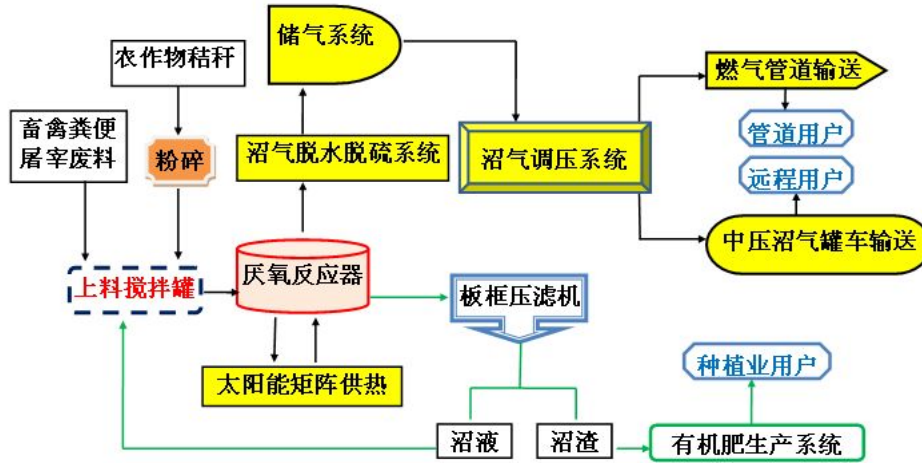 农作物秸秆
储气系统
燃气管道输送
畜禽粪便
屠宰废料
粉碎
沼气脱水脱硫系统
沼气调压系统
管道用户
远程用户
中压沼气罐车输送
上料搅拌罐
厌氧反应器
板框压滤机
太阳能矩阵供热
种植业用户
沼液
沼渣
有机肥生产系统